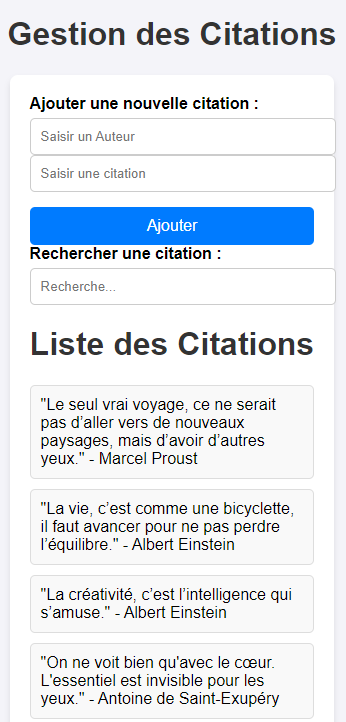 Gestion des Citations
Ajouter une nouvelle citation :
Saisir un Auteur
Saisir une citation
Ajouter
Rechercher une citation :
Recherche...
Liste des Citations
"Le seul vrai voyage, ce ne serait
pas d’aller vers de nouveaux
paysages, mais d’avoir d’autres
yeux." - Marcel Proust
"La vie, c’est comme une bicyclette,
il faut avancer pour ne pas perdre
l’équilibre." - Albert Einstein
"La créativité, c’est l’intelligence qui
s’amuse." - Albert Einstein
"On ne voit bien qu'avec le cœur.
L'essentiel est invisible pour les
yeux." - Antoine de Saint-Exupéry